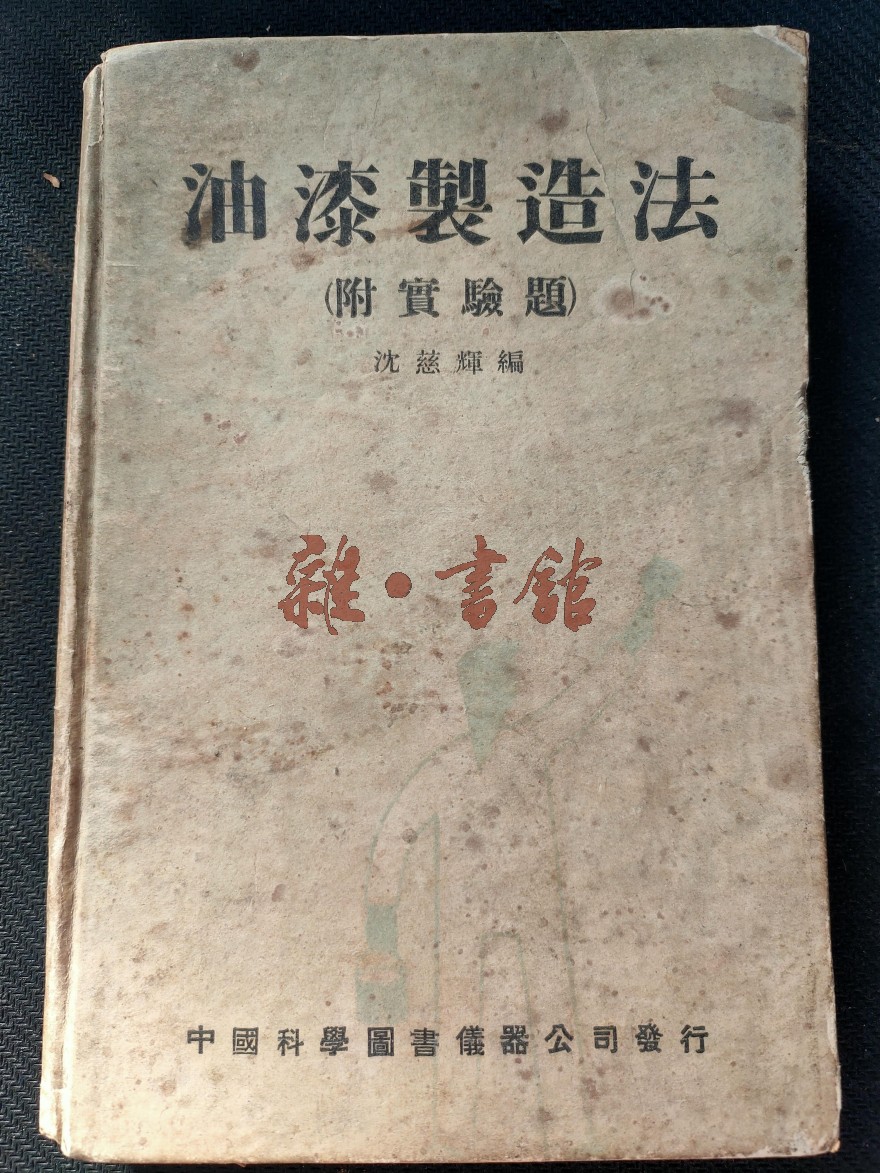 油漆製造法
(附實驗題)
沈慈輝編
雜·書館
中國科學圖書儀器公司發行